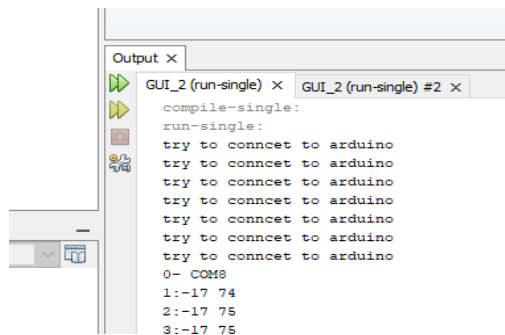 Output ×
GUI_2 (run-single) × GUI_2 (run-single) #2 ×
compile-single:
run-single:
try to conncet to arduino
try to conncet to arduino
try to conncet to arduino
try to conncet to arduino
try to conncet to arduino
try to conncet to arduino
try to conncet to arduino
0- COM8
1:-17 74
2:-17 75
3:-17 75